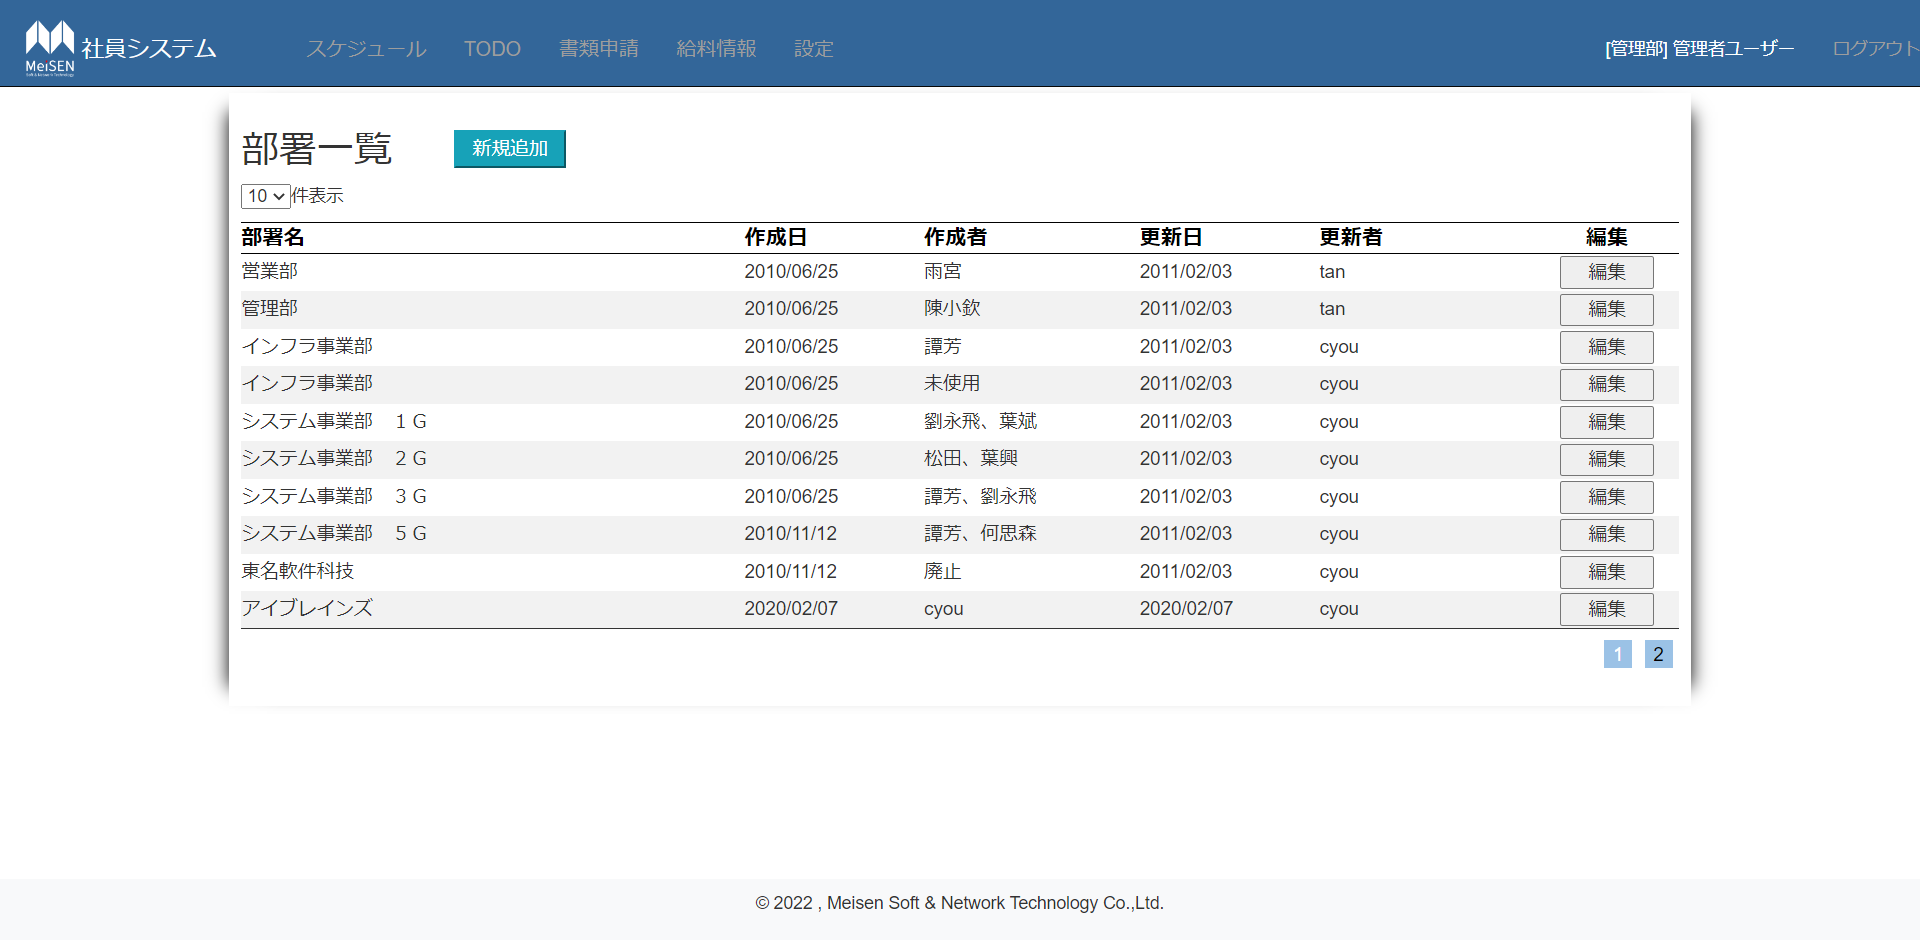 MeiSEN
Soft & Network Technology
社員システム スケジュール TODO 書類申請 給料情報 設定 [管理部] 管理者ユーザー ログアウト
部署一覧 新規追加
10 件表示
部署名 作成日 作成者 更新日 更新者 編集
営業部 2010/06/25 雨宮 2011/02/03 tan 編集
管理部 2010/06/25 陳小欽 2011/02/03 tan 編集
インフラ事業部 2010/06/25 譚芳 2011/02/03 cyou 編集
インフラ事業部 2010/06/25 未使用 2011/02/03 cyou 編集
システム事業部　１Ｇ 2010/06/25 劉永飛、葉斌 2011/02/03 cyou 編集
システム事業部　２Ｇ 2010/06/25 松田、葉興 2011/02/03 cyou 編集
システム事業部　３Ｇ 2010/06/25 譚芳、劉永飛 2011/02/03 cyou 編集
システム事業部　５Ｇ 2010/11/12 譚芳、何思森 2011/02/03 cyou 編集
東名軟件科技 2010/11/12 廃止 2011/02/03 cyou 編集
アイブレインズ 2020/02/07 cyou 2020/02/07 cyou 編集
1 2
© 2022 , Meisen Soft & Network Technology Co.,Ltd.